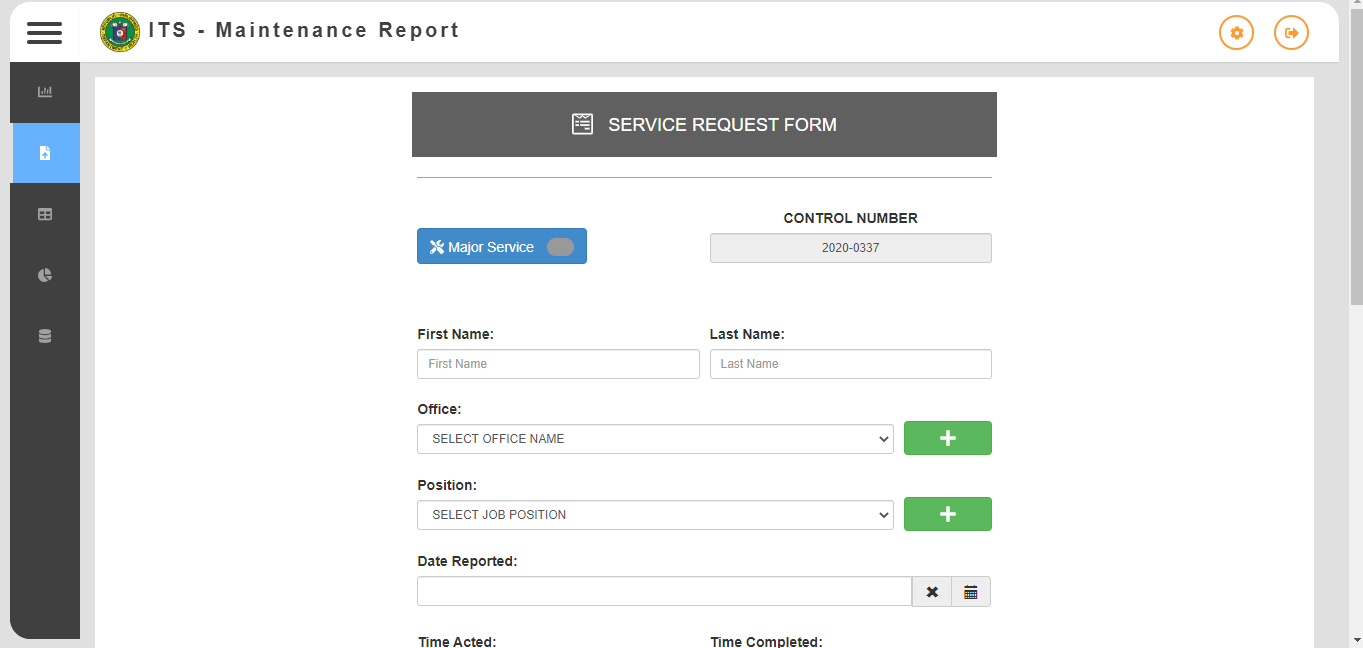 ITS - Maintenance Report
SERVICE REQUEST FORM
CONTROL NUMBER
Major Service
2020-0337
First Name:
Last Name:
First Name
Last Name
Office:
SELECT OFFICE NAME
Position:
SELECT JOB POSITION
Date Reported:
Time Acted:
Time Completed: